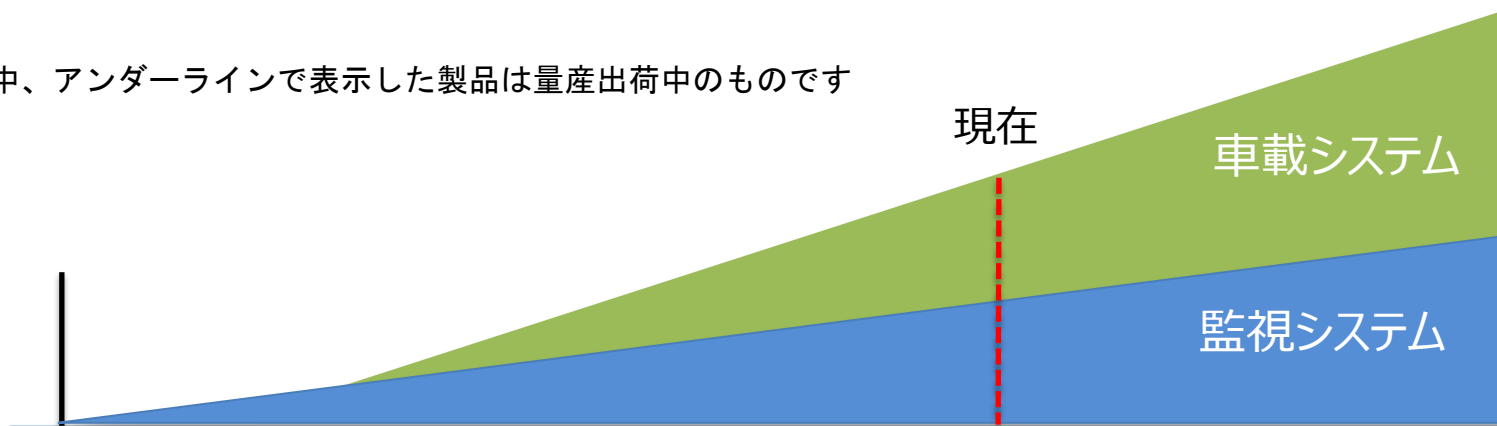 中、アンダーラインで表示した製品は量産出荷中のものです
現在
車載システム
監視システム